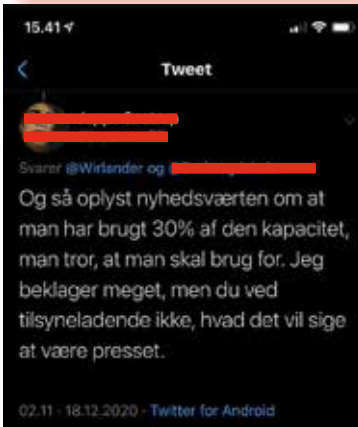 15.41
Tweet
Svarer @Wirlander og
Og så oplyst nyhedsværten om at
man har brugt 30% af den kapacitet,
man tror, at man skal brug for. Jeg
beklager meget, men du ved
tilsyneladende ikke, hvad det vil sige
at være presset.
02.11 · 18.12.2020 · Twitter for Android